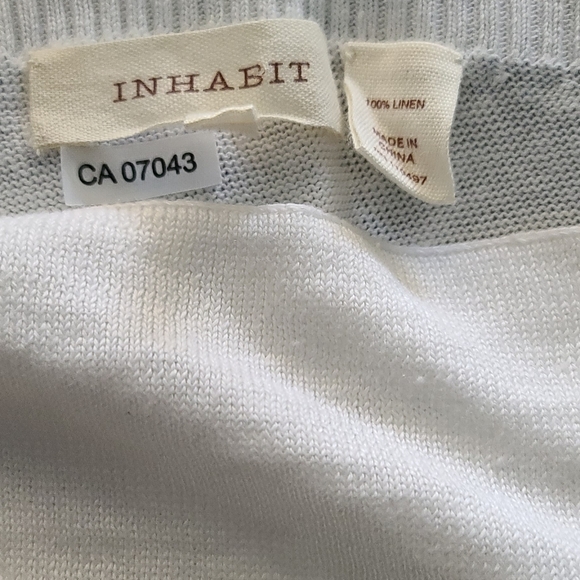 INHABIT
100% LINEN
MADE IN
CHINA
CA 07043